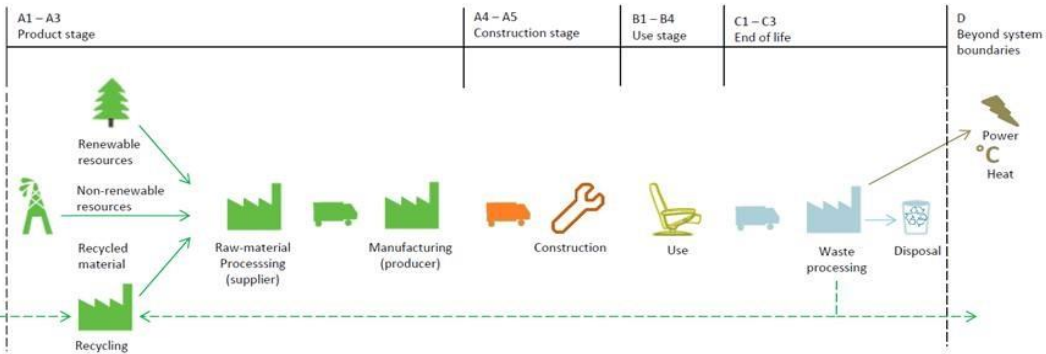 A1 – A3
Product stage
A4 – A5
Construction stage
B1 – B4
Use stage
C1 – C3
End of life
D
Beyond system
boundaries
Renewable
resources
Non-renewable
resources
Recycled
material
Recycling
Raw-material
Processsing
(supplier)
Manufacturing
(producer)
Construction
Use
Waste
processing
Disposal
Power
°C
Heat